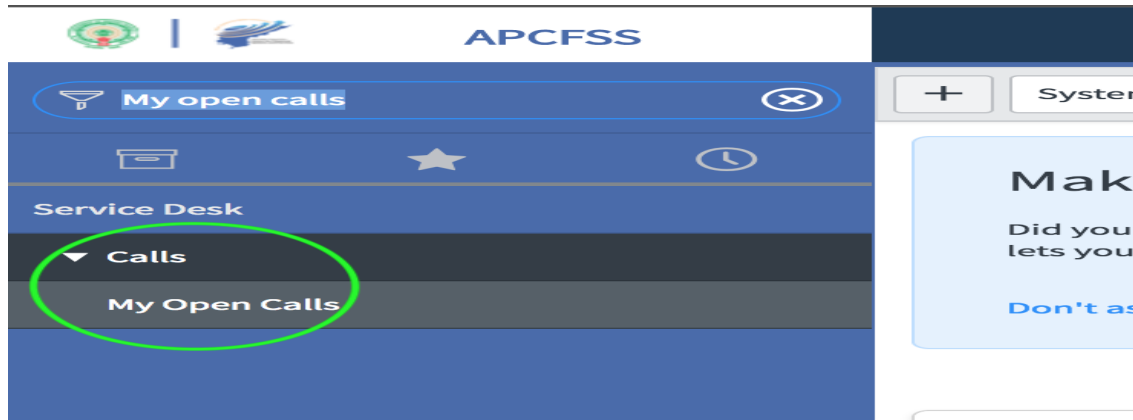 APCFSS
My open calls
Service Desk
Calls
My Open Calls
+ Syster
Mak
Did you
lets you
Don't as